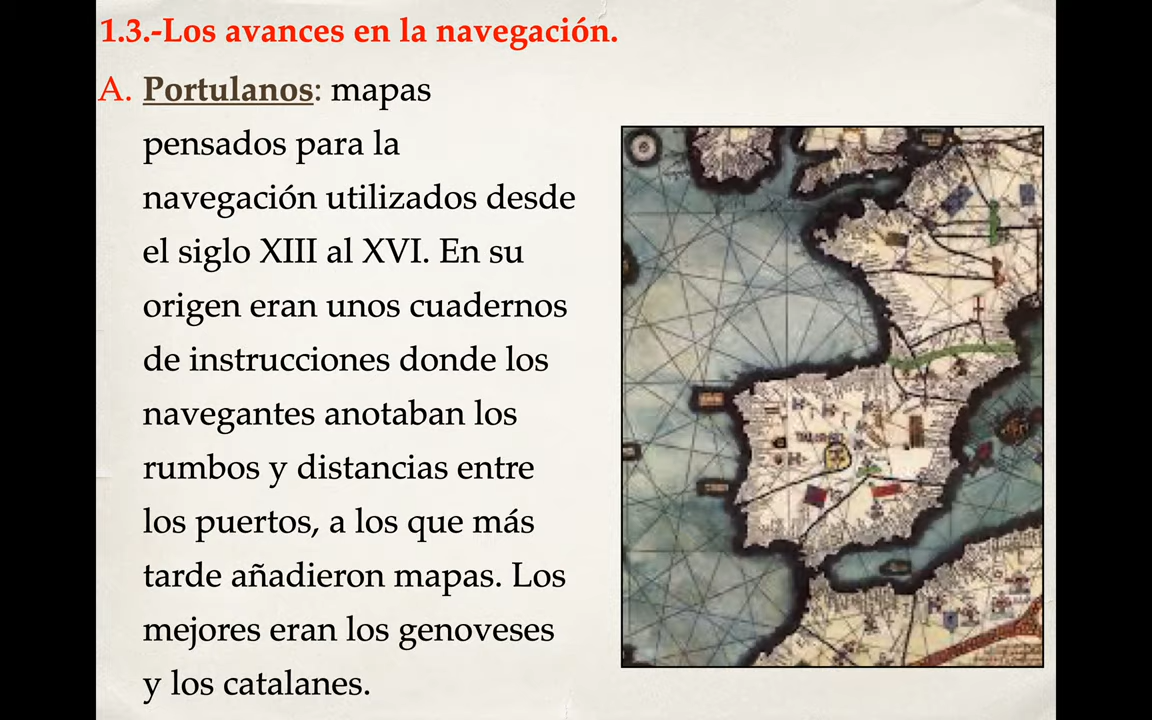 1.3.-Los avances en la navegación.
A. Portulanos: mapas
pensados para la
navegación utilizados desde
el siglo XIII al XVI. En su
origen eran unos cuadernos
de instrucciones donde los
navegantes anotaban los
rumbos y distancias entre
los puertos, a los que más
tarde añadieron mapas. Los
mejores eran los genoveses
y los catalanes.